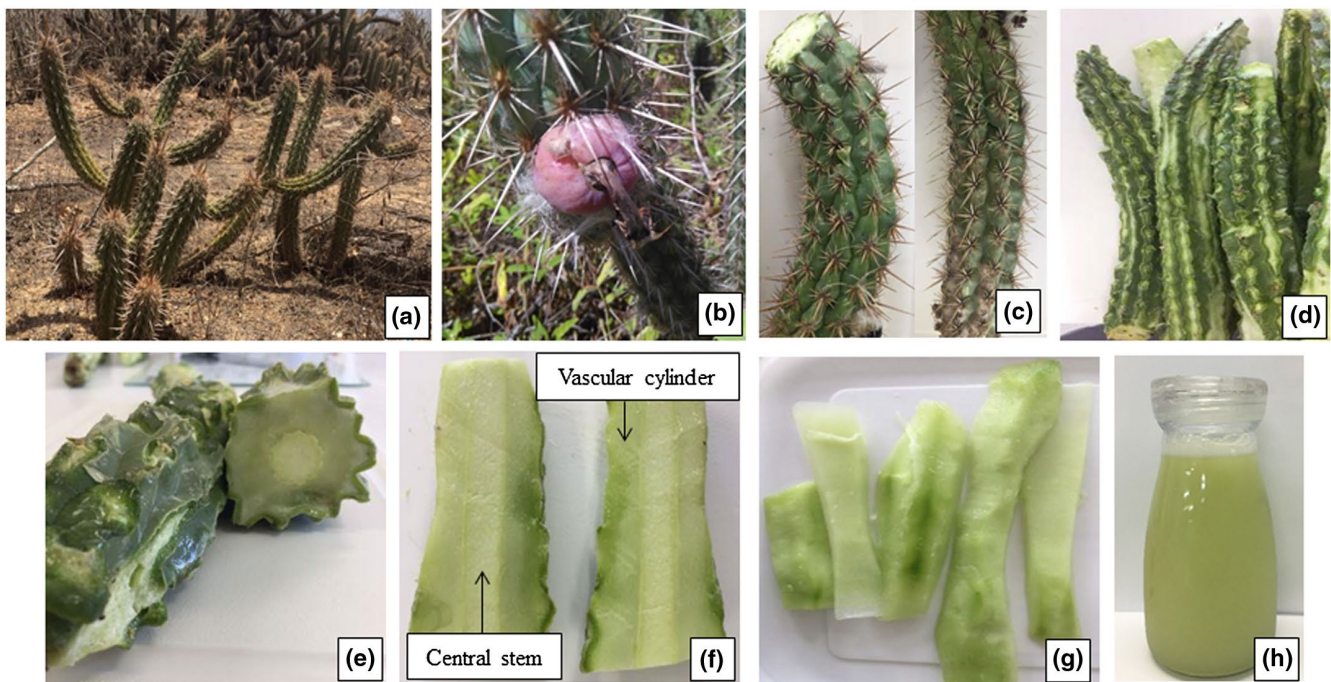 (a)
(b)
(c)
(d)
(e)
Vascular cylinder
Central stem
(f)
(g)
(h)